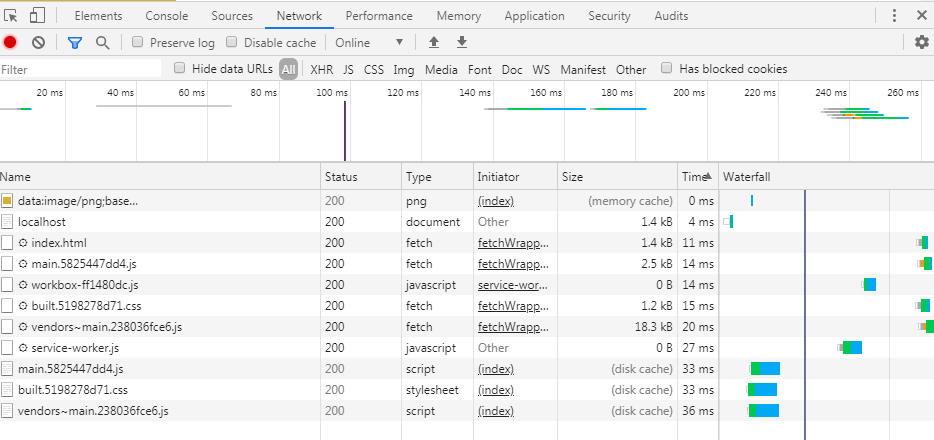 Elements Console Sources Network Performance Memory Application Security Audits
Preserve log Disable cache Online
Filter Hide data URLs All XHR JS CSS Img Media Font Doc WS Manifest Other Has blocked cookies
20 ms 40 ms 60 ms 80 ms 100 ms 120 ms 140 ms 160 ms 180 ms 200 ms 220 ms 240 ms 260 ms
Name Status Type Initiator Size Time Waterfall
data:image/png;base... 200 png (index) (memory cache) 0 ms
localhost 200 document Other 1.4 kB 4 ms
index.html 200 fetch fetchWrapp... 1.4 kB 11 ms
main.5825447dd4.js 200 fetch fetchWrapp... 2.5 kB 14 ms
workbox-ff1480dc.js 200 javascript service-wor... 0 B 14 ms
built.5198278d71.css 200 fetch fetchWrapp... 1.2 kB 15 ms
vendors~main.238036fce6.js 200 fetch fetchWrapp... 18.3 kB 20 ms
service-worker.js 200 javascript Other 0 B 27 ms
main.5825447dd4.js 200 script (index) (disk cache) 33 ms
built.5198278d71.css 200 stylesheet (index) (disk cache) 33 ms
vendors~main.238036fce6.js 200 script (index) (disk cache) 36 ms